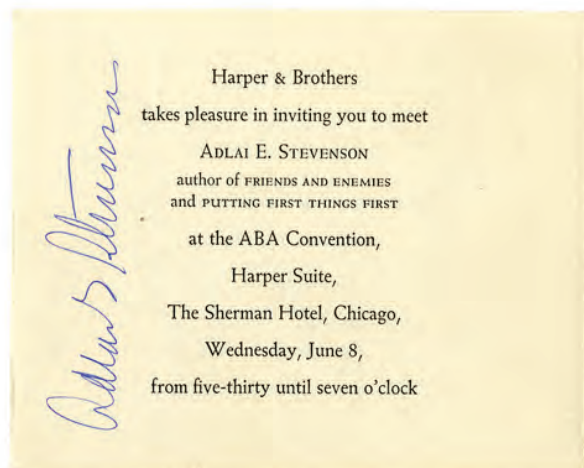 Harper & Brothers
takes pleasure in inviting you to meet
ADLAI E. STEVENSON
author of FRIENDS AND ENEMIES
and PUTTING FIRST THINGS FIRST
at the ABA Convention,
Harper Suite,
The Sherman Hotel, Chicago,
Wednesday, June 8,
from five-thirty until seven o'clock
Adlai E. Stevenson